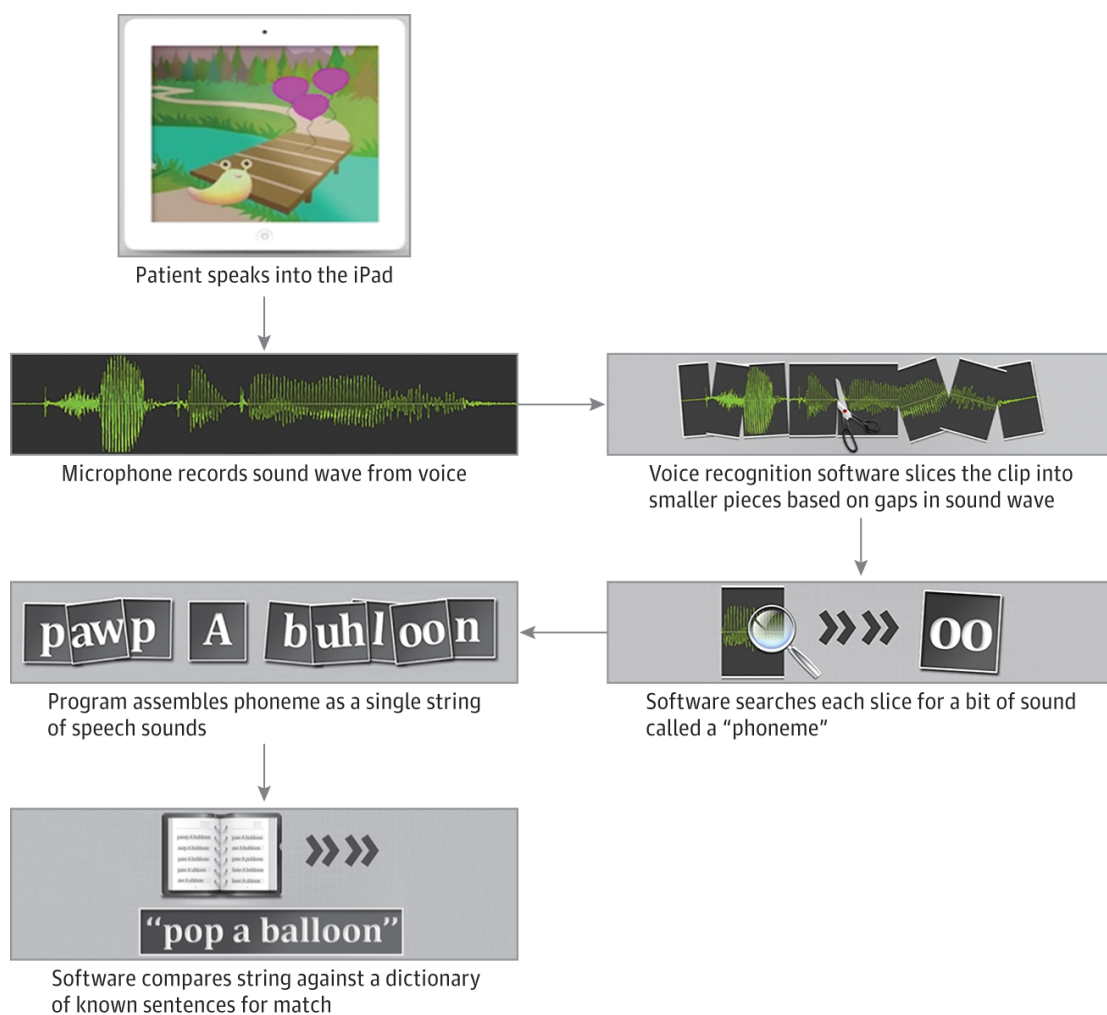 Patient speaks into the iPad
Microphone records sound wave from voice
Voice recognition software slices the clip into
smaller pieces based on gaps in sound wave
OO
Software searches each slice for a bit of sound
called a “phoneme”
pawp A buhloon
Program assembles phoneme as a single string
of speech sounds
“pop a balloon”
Software compares string against a dictionary
of known sentences for match